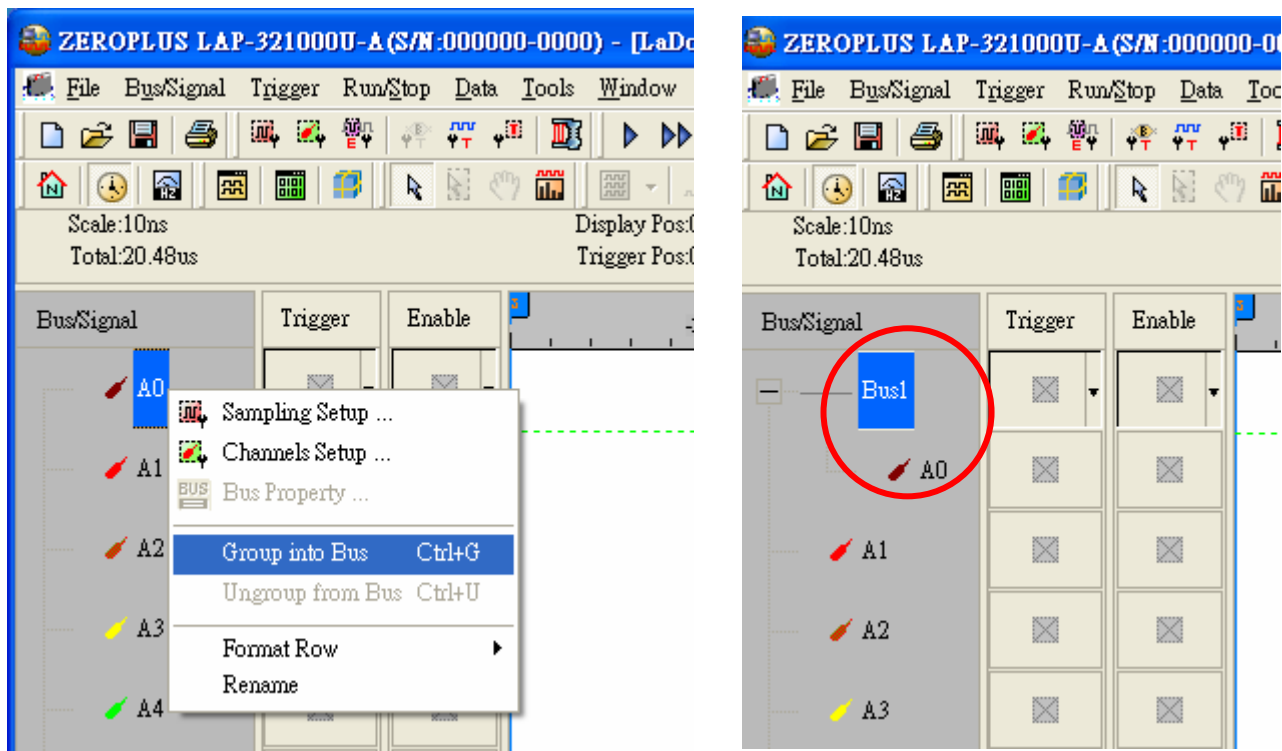 ZEROPLUS LAP-321000U-A(S/N:000000-0000) - [LaDo
File Bus/Signal Trigger Run/Stop Data Tools Window
Scale:10ns
Display Pos:0
Total:20.48us
Trigger Pos:0
Bus/Signal Trigger Enable
A0
Sampling Setup ...
A1
Channels Setup ...
BUS Bus Property ...
A2
Group into Bus Ctrl+G
Ungroup from Bus Ctrl+U
A3
Format Row
Rename
A4
ZEROPLUS LAP-321000U-A(S/N:000000-00
File Bus/Signal Trigger Run/Stop Data Too
Scale:10ns
Total:20.48us
Bus/Signal Trigger Enable
Bus1
A0
A1
A2
A3